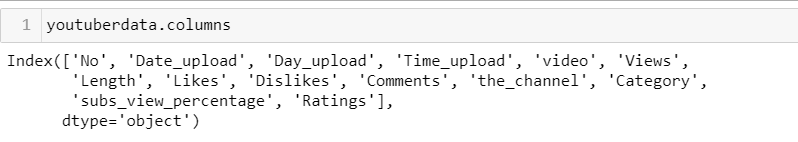 1 youtuberdata.columns
Index(['No', 'Date_upload', 'Day_upload', 'Time_upload', 'video', 'Views',
'Length', 'Likes', 'Dislikes', 'Comments', 'the_channel', 'Category',
'subs_view_percentage', 'Ratings'],
dtype='object')